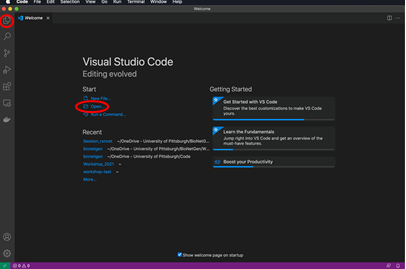 Code File Edit Selection View Go Run Terminal Window Help
Welcome
Welcome
Visual Studio Code
Editing evolved
Start
New File...
Open...
Run a Command...
Recent
~/OneDrive - University of Pittsburgh/BioNetGe...
~/OneDrive - University of Pittsburgh/BioNetGen/W...
~/OneDrive - University of Pittsburgh/Code
Workshop_2021 ~
workshop-test ~
More...
Getting Started
Get Started with VS Code
Discover the best customizations to make VS Code
yours.
Learn the Fundamentals
Jump right into VS Code and get an overview of the
must-have features.
Boost your Productivity
Show welcome page on startup
0 0